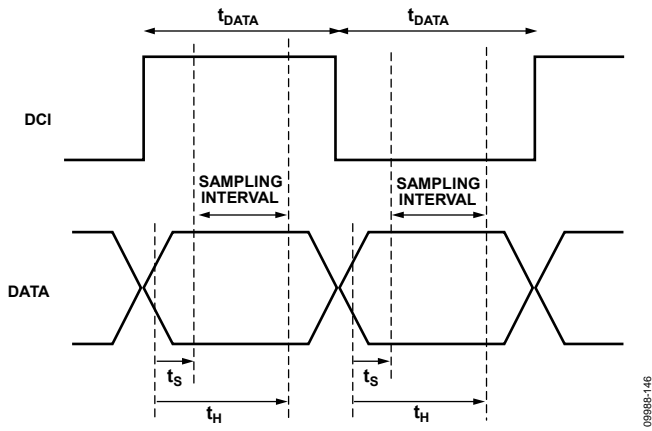 tDATA tDATA
DCI
SAMPLING INTERVAL
SAMPLING INTERVAL
DATA
tS tS
tH tH
09988-146